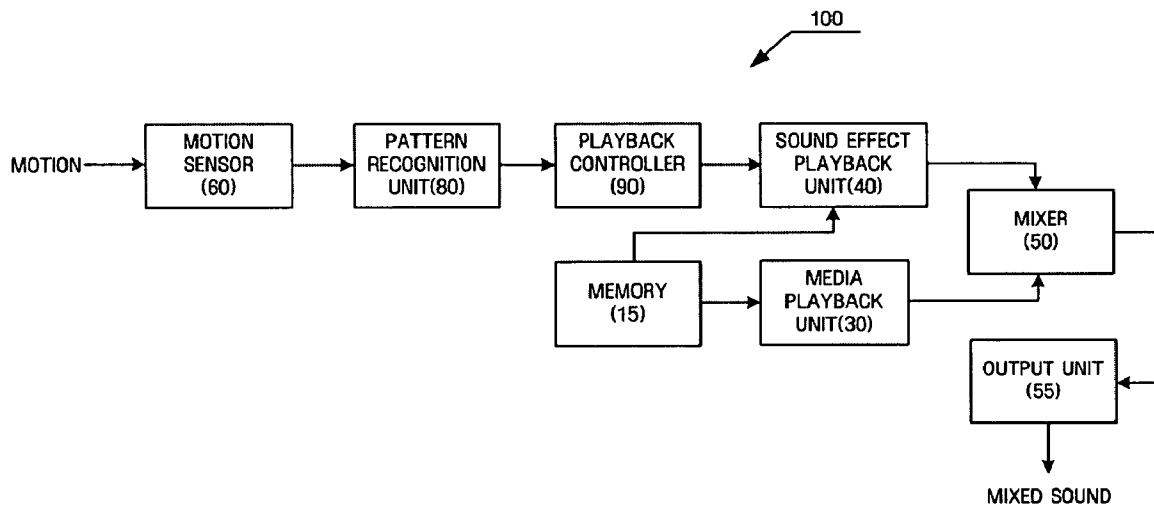 100
MOTION
MOTION
SENSOR
(60)
PATTERN
RECOGNITION
UNIT(80)
PLAYBACK
CONTROLLER
(90)
SOUND EFFECT
PLAYBACK
UNIT(40)
MIXER
(50)
MEMORY
(15)
MEDIA
PLAYBACK
UNIT(30)
OUTPUT UNIT
(55)
MIXED SOUND